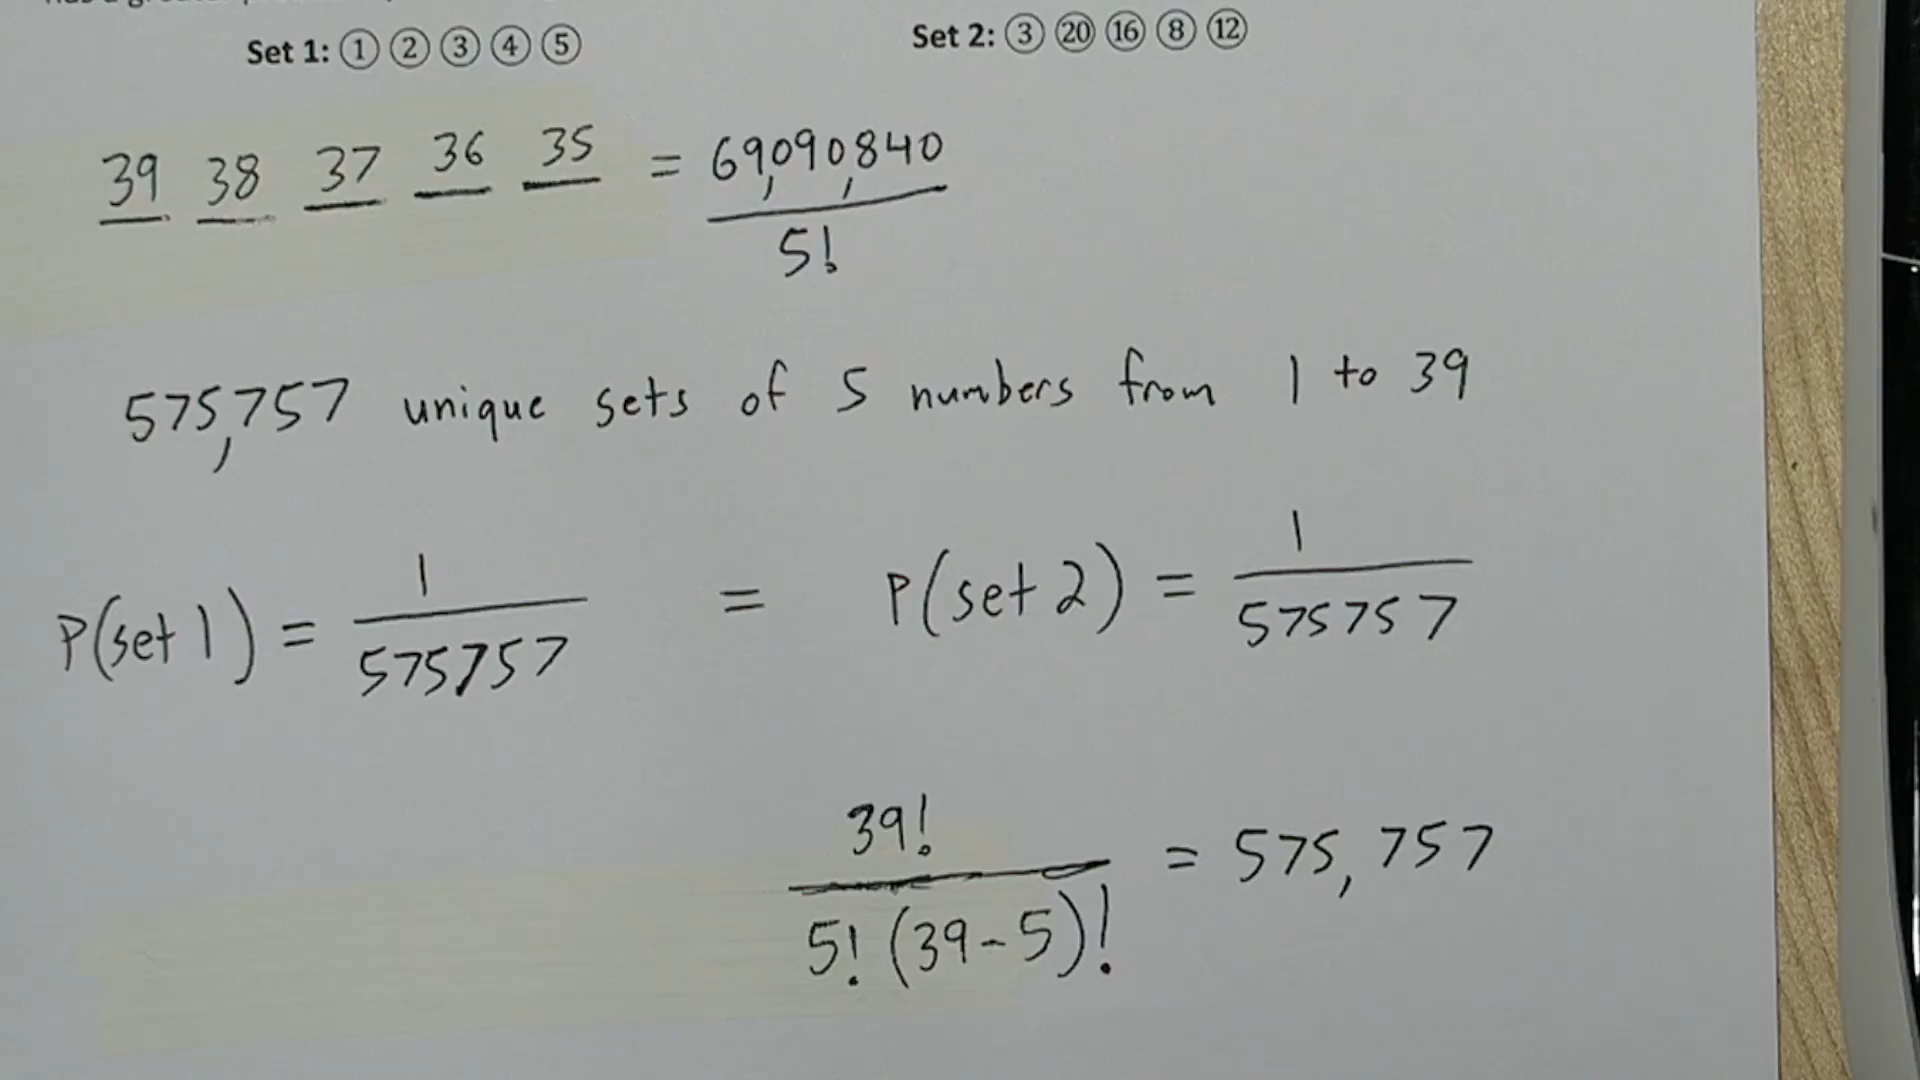 Set 1: ① ② ③ ④ ⑤
Set 2: ③ ⑳ ⑯ ⑧ ⑫
39 38 37 36 35 = 69,090,840
5!
575,757 unique sets of 5 numbers from 1 to 39
P(set 1) = 1/575757 = P(set 2) = 1/575757
39!
5! (39-5)! = 575,757